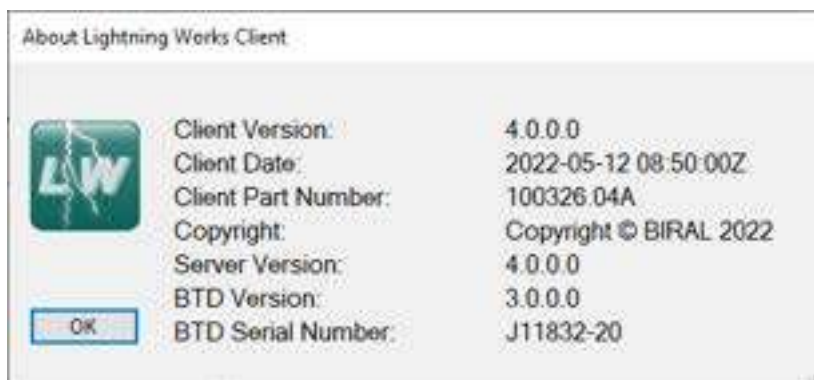 About Lightning Works Client
LW
Client Version: 4.0.0.0
Client Date: 2022-05-12 08:50:00Z
Client Part Number: 100326.04A
Copyright: Copyright © BIRAL 2022
Server Version: 4.0.0.0
BTD Version: 3.0.0.0
BTD Serial Number: J11832-20
OK